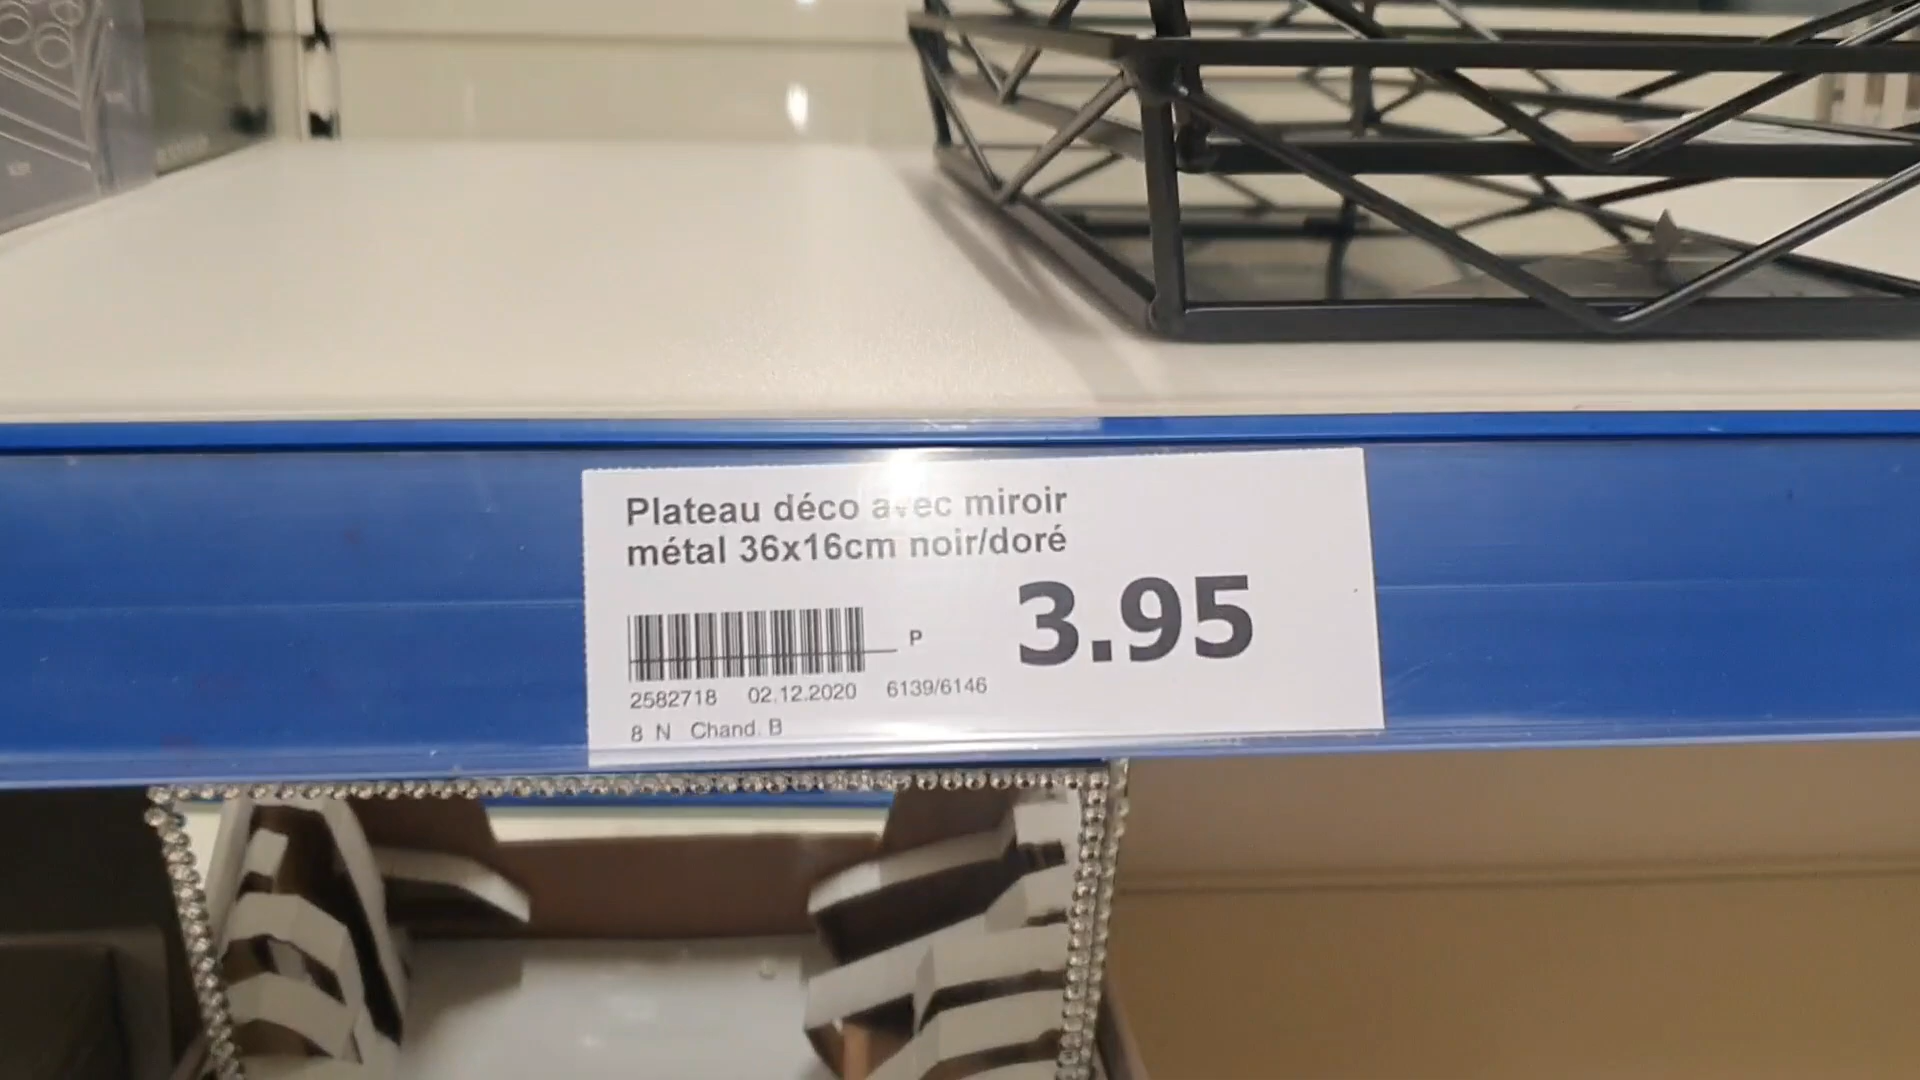 Plateau déco avec miroir
métal 36x16cm noir/doré
P 3.95
2582718 02.12.2020 6139/6146
8 N Chand. B